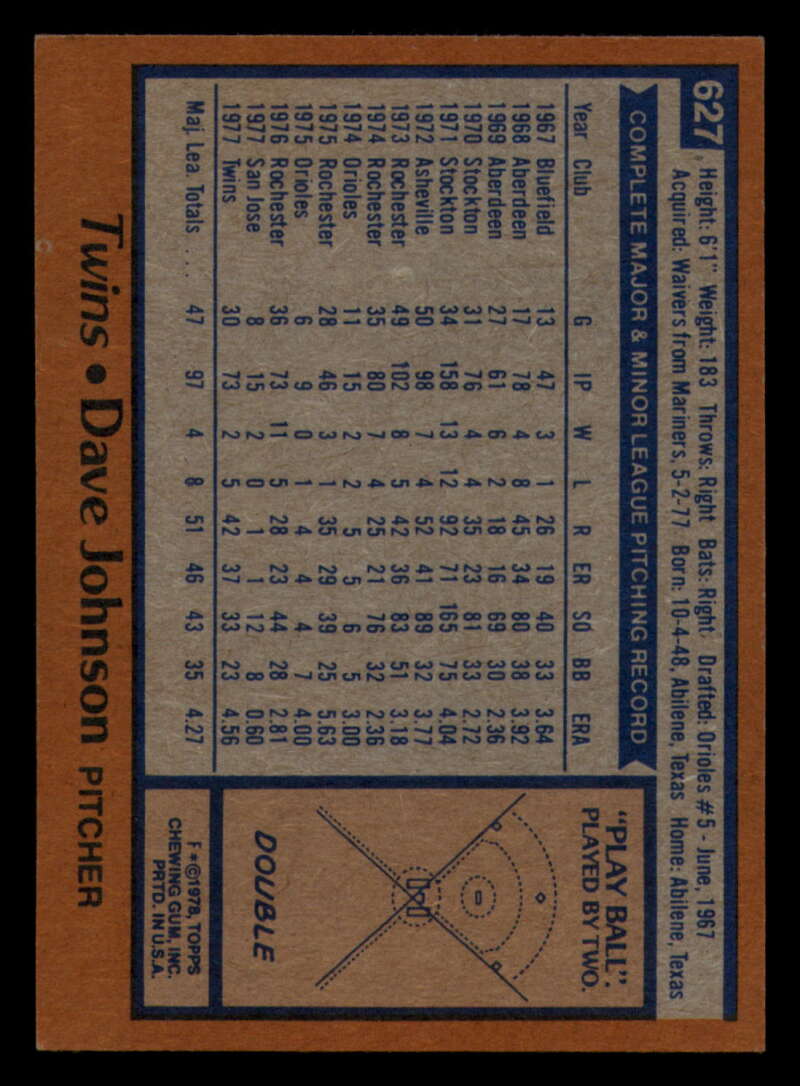 627
Height: 6'1" Weight: 183 Throws: Right Bats: Right Drafted: Orioles #5 - June, 1967
Acquired: Waivers from Mariners, 5-2-77 Born: 10-4-48, Abilene, Texas Home: Abilene, Texas
COMPLETE MAJOR & MINOR LEAGUE PITCHING RECORD
Year Club G IP W L R ER SO BB ERA
1967 Bluefield 13 47 3 1 26 19 40 33 3.64
1968 Aberdeen 17 78 4 8 45 34 80 38 3.92
1969 Aberdeen 27 61 6 2 18 16 69 30 2.36
1970 Stockton 31 76 4 4 35 23 81 33 2.72
1971 Stockton 34 158 13 12 92 71 165 75 4.04
1972 Asheville 50 98 7 4 52 41 89 32 3.77
1973 Rochester 49 102 8 5 42 36 83 51 3.18
1974 Rochester 35 80 7 4 25 21 76 32 2.36
1974 Orioles 11 15 2 2 5 5 6 5 3.00
1975 Rochester 28 46 3 1 35 29 39 25 5.63
1975 Orioles 6 9 0 1 4 4 4 7 4.00
1976 Rochester 36 73 11 5 28 23 44 28 2.81
1977 San Jose 8 15 2 0 1 1 12 8 0.60
1977 Twins 30 73 2 5 42 37 33 23 4.56
Maj. Lea. Totals .... 47 97 4 8 51 46 43 35 4.27
"PLAY BALL".
PLAYED BY TWO.
DOUBLE
F*©1978, TOPPS
CHEWING GUM, INC.
PRTD. IN U.S.A.
Twins • Dave Johnson PITCHER